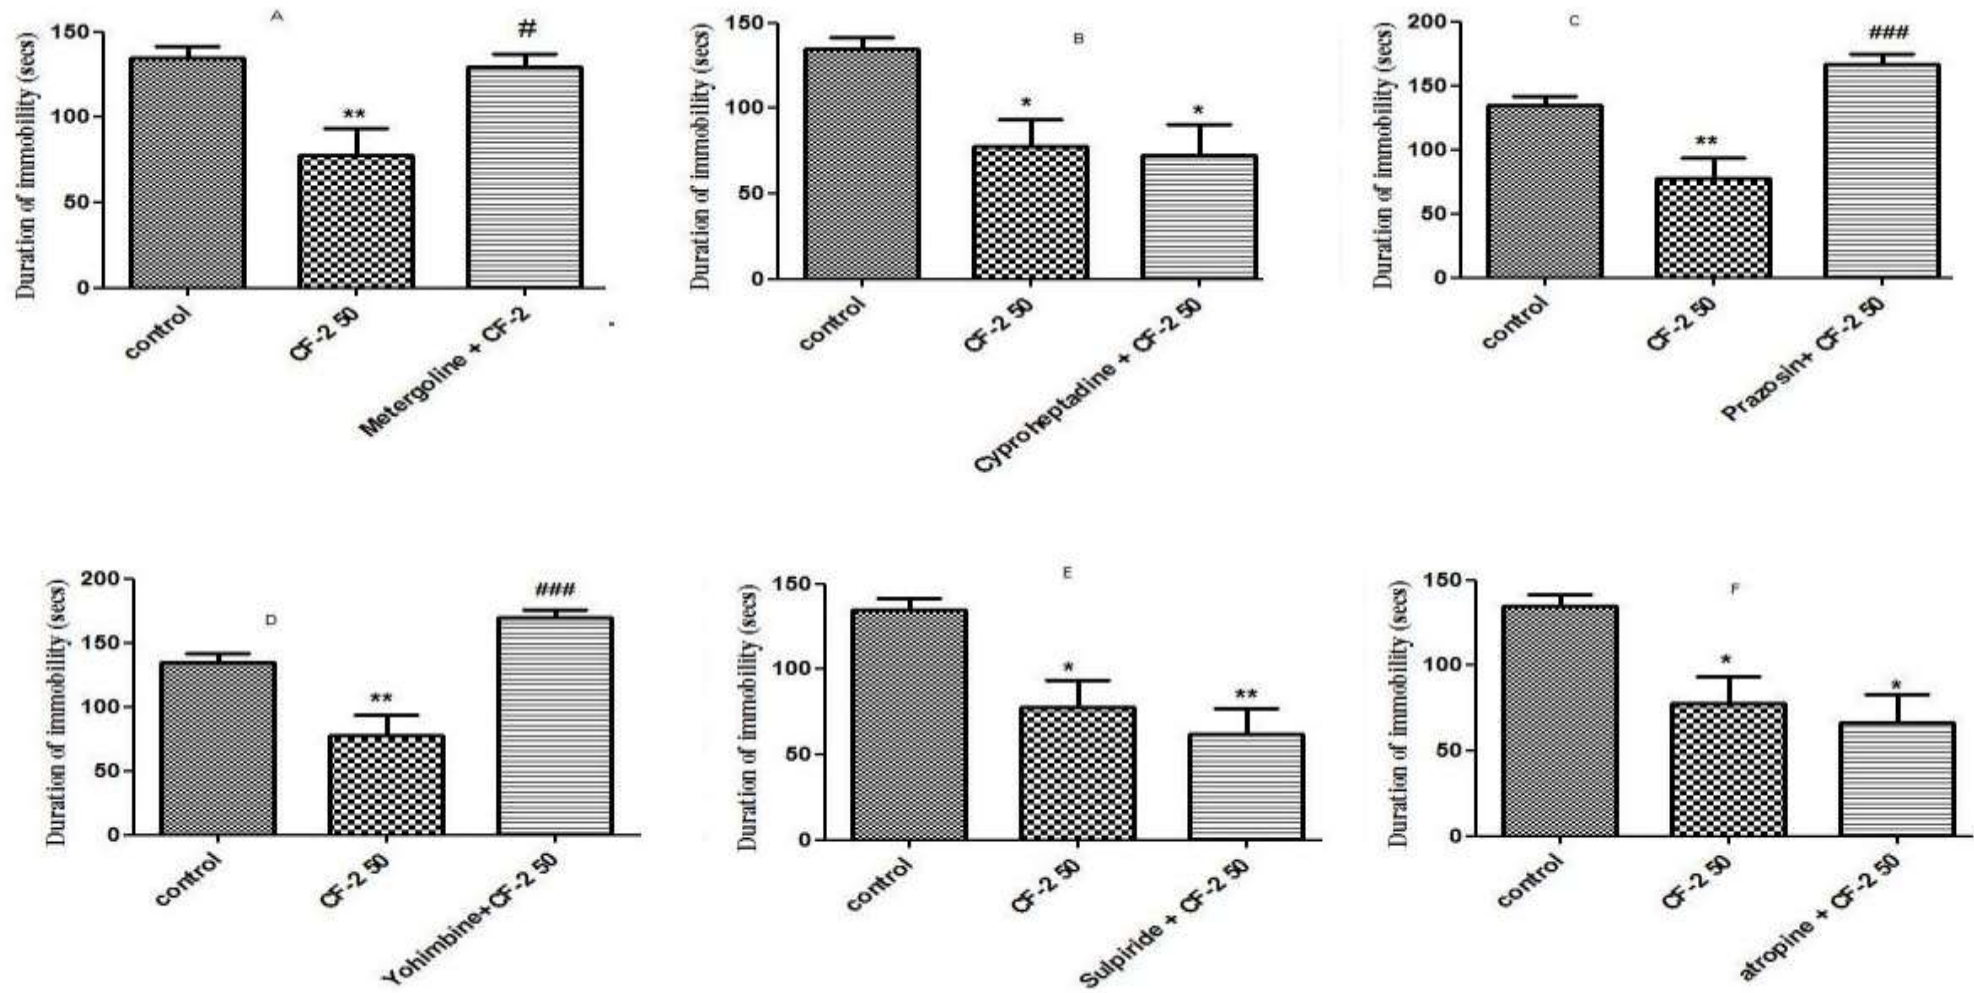 A
Duration of immobility (secs)
150
100
50
0
#
**
control
CF-2 50
Metergoline + CF-2
B
Duration of immobility (secs)
150
100
50
0
*
*
control
CF-2 50
Cyproheptadine + CF-2 50
C
Duration of immobility (secs)
200
150
100
50
0
**
###
control
CF-2 50
Prazosin+ CF-2 50
D
Duration of immobility (secs)
200
150
100
50
0
**
###
control
CF-2 50
Yohimbine+CF-2 50
E
Duration of immobility (secs)
150
100
50
0
*
**
control
CF-2 50
Sulpiride + CF-2 50
F
Duration of immobility (secs)
150
100
50
0
*
*
control
CF-2 50
atropine + CF-2 50